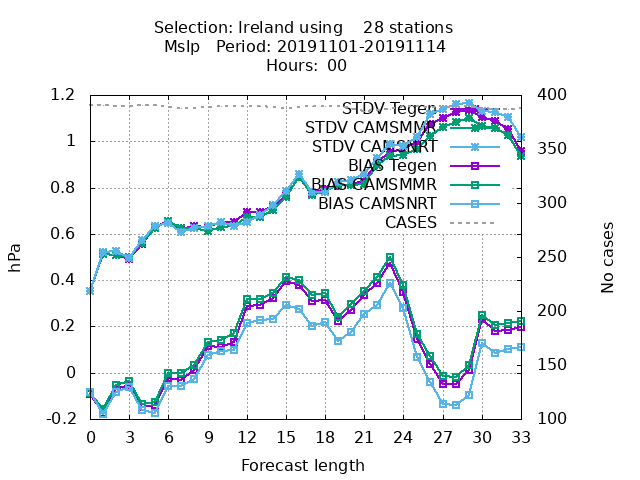 Selection: Ireland using    28 stations
Mslp   Period: 20191101-20191114
Hours:  00
1.2
1
0.8
0.6
0.4
0.2
0
-0.2
hPa
400
350
300
250
200
150
100
No cases
STDV Tegen
STDV CAMSMMR
STDV CAMSNRT
BIAS Tegen
BIAS CAMSMMR
BIAS CAMSNRT
CASES
0 3 6 9 12 15 18 21 24 27 30 33
Forecast length